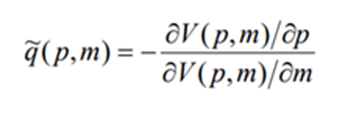 q̃(p,m) = − ∂V(p,m)/∂p / ∂V(p,m)/∂m